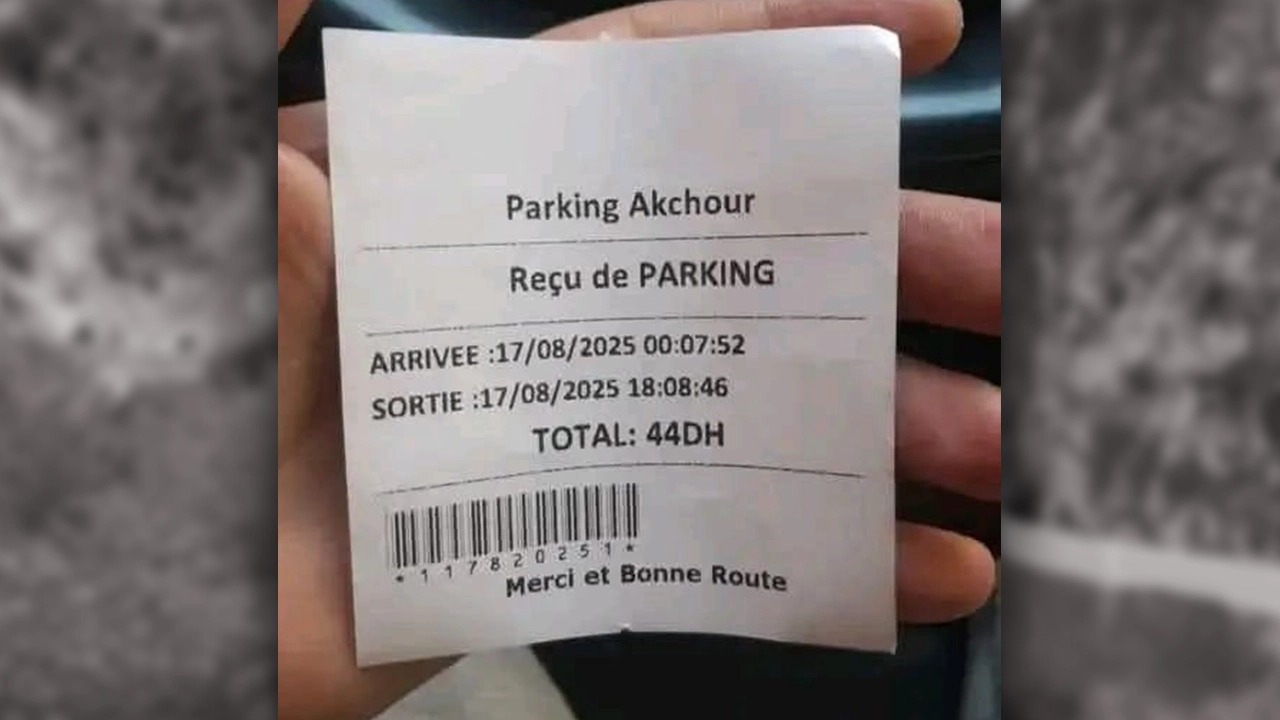 Parking Akchour
Reçu de PARKING
ARRIVEE :17/08/2025 00:07:52
SORTIE :17/08/2025 18:08:46
TOTAL: 44DH
*117820251*
Merci et Bonne Route